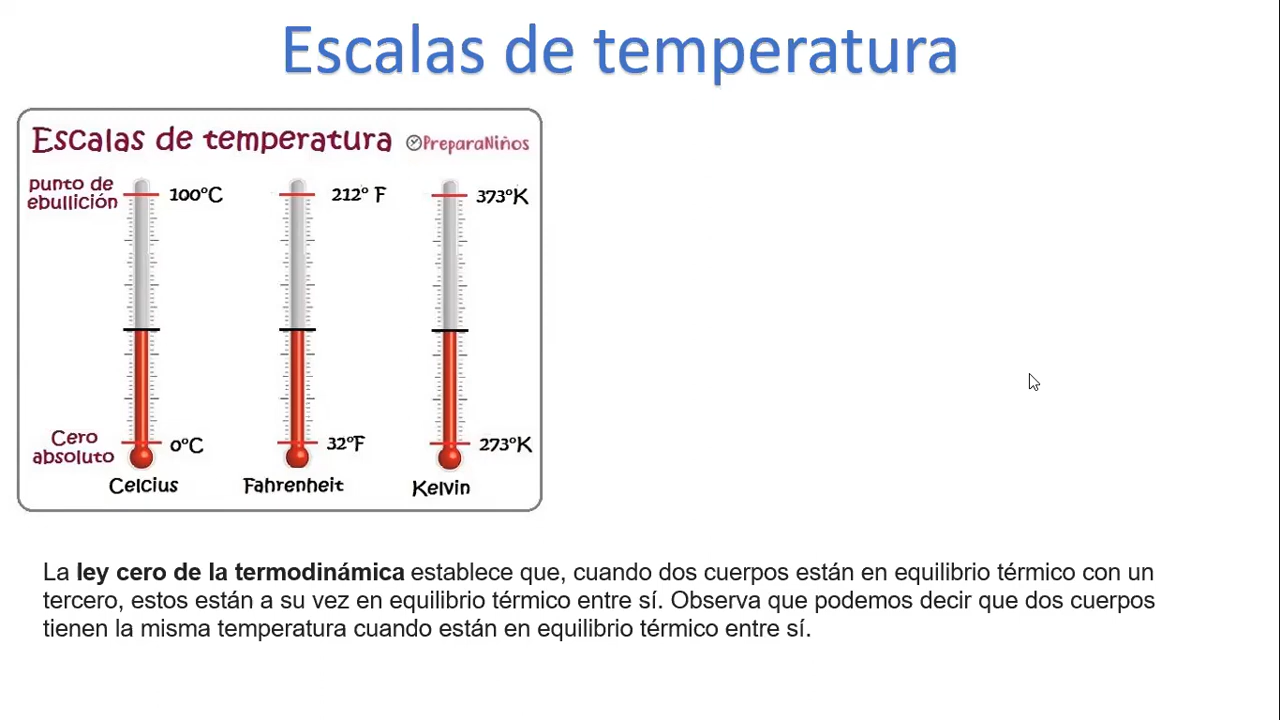 Escalas de temperatura
Escalas de temperatura PreparaNiños
punto de
ebullición
100°C
212° F
373°K
Cero
absoluto
0°C
32°F
273°K
Celcius
Fahrenheit
Kelvin
La ley cero de la termodinámica establece que, cuando dos cuerpos están en equilibrio térmico con un
tercero, estos están a su vez en equilibrio térmico entre sí. Observa que podemos decir que dos cuerpos
tienen la misma temperatura cuando están en equilibrio térmico entre sí.